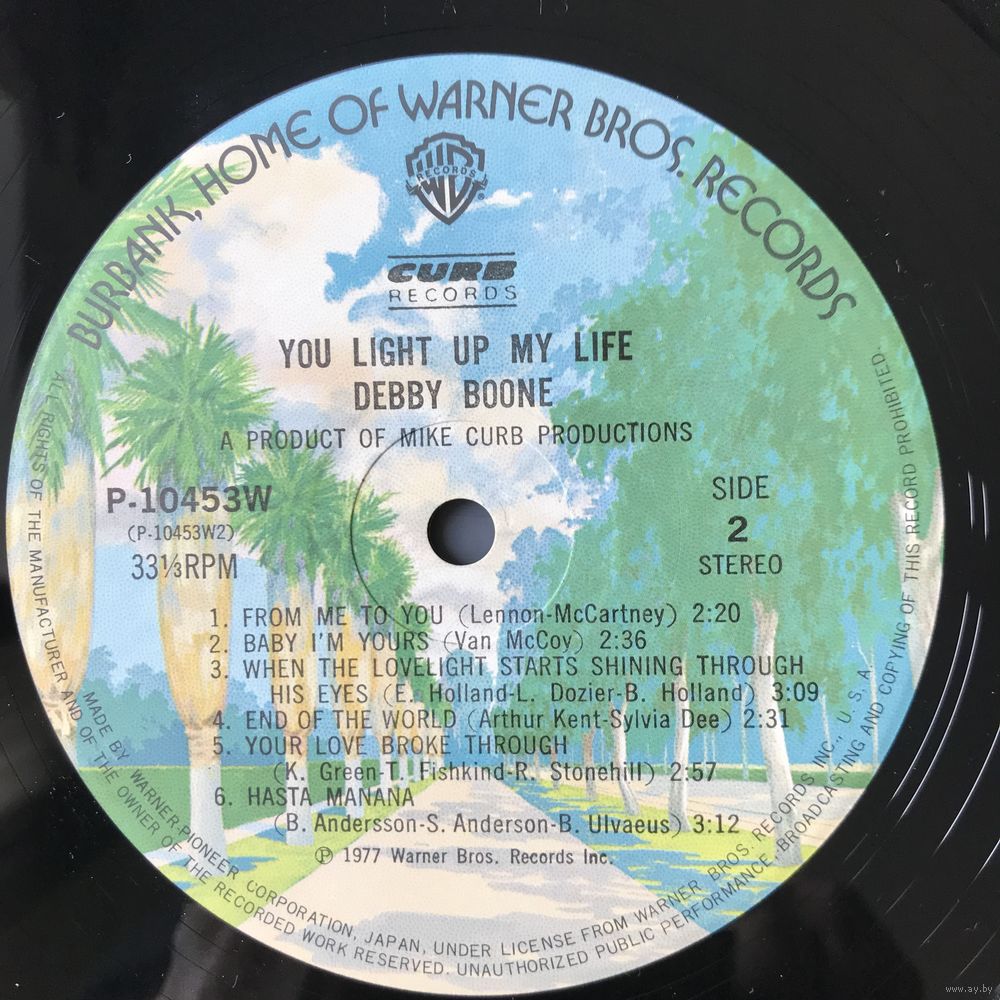 BURBANK, HOME OF WARNER BROS. RECORDS
WB
RECORDS
®
CURB
RECORDS
YOU LIGHT UP MY LIFE
DEBBY BOONE
A PRODUCT OF MIKE CURB PRODUCTIONS
P-10453W
(P-10453W2)
33⅓RPM
SIDE
2
STEREO
1. FROM ME TO YOU (Lennon-McCartney) 2:20
2. BABY I'M YOURS (Van McCoy) 2:36
3. WHEN THE LOVELIGHT STARTS SHINING THROUGH
HIS EYES (E. Holland-L. Dozier-B. Holland) 3:09
4. END OF THE WORLD (Arthur Kent-Sylvia Dee) 2:31
5. YOUR LOVE BROKE THROUGH
(K. Green-T. Fishkind-R. Stonehill) 2:57
6. HASTA MANANA
(B. Andersson-S. Anderson-B. Ulvaeus) 3:12
Ⓟ 1977 Warner Bros. Records Inc.
MADE BY WARNER-PIONEER CORPORATION, JAPAN, UNDER LICENSE FROM WARNER BROS. RECORDS INC., U.S.A.
ALL RIGHTS OF THE MANUFACTURER AND OF THE OWNER OF THE RECORDED WORK RESERVED. UNAUTHORIZED PUBLIC PERFORMANCE, BROADCASTING AND COPYING OF THIS RECORD PROHIBITED.
www.ay.by